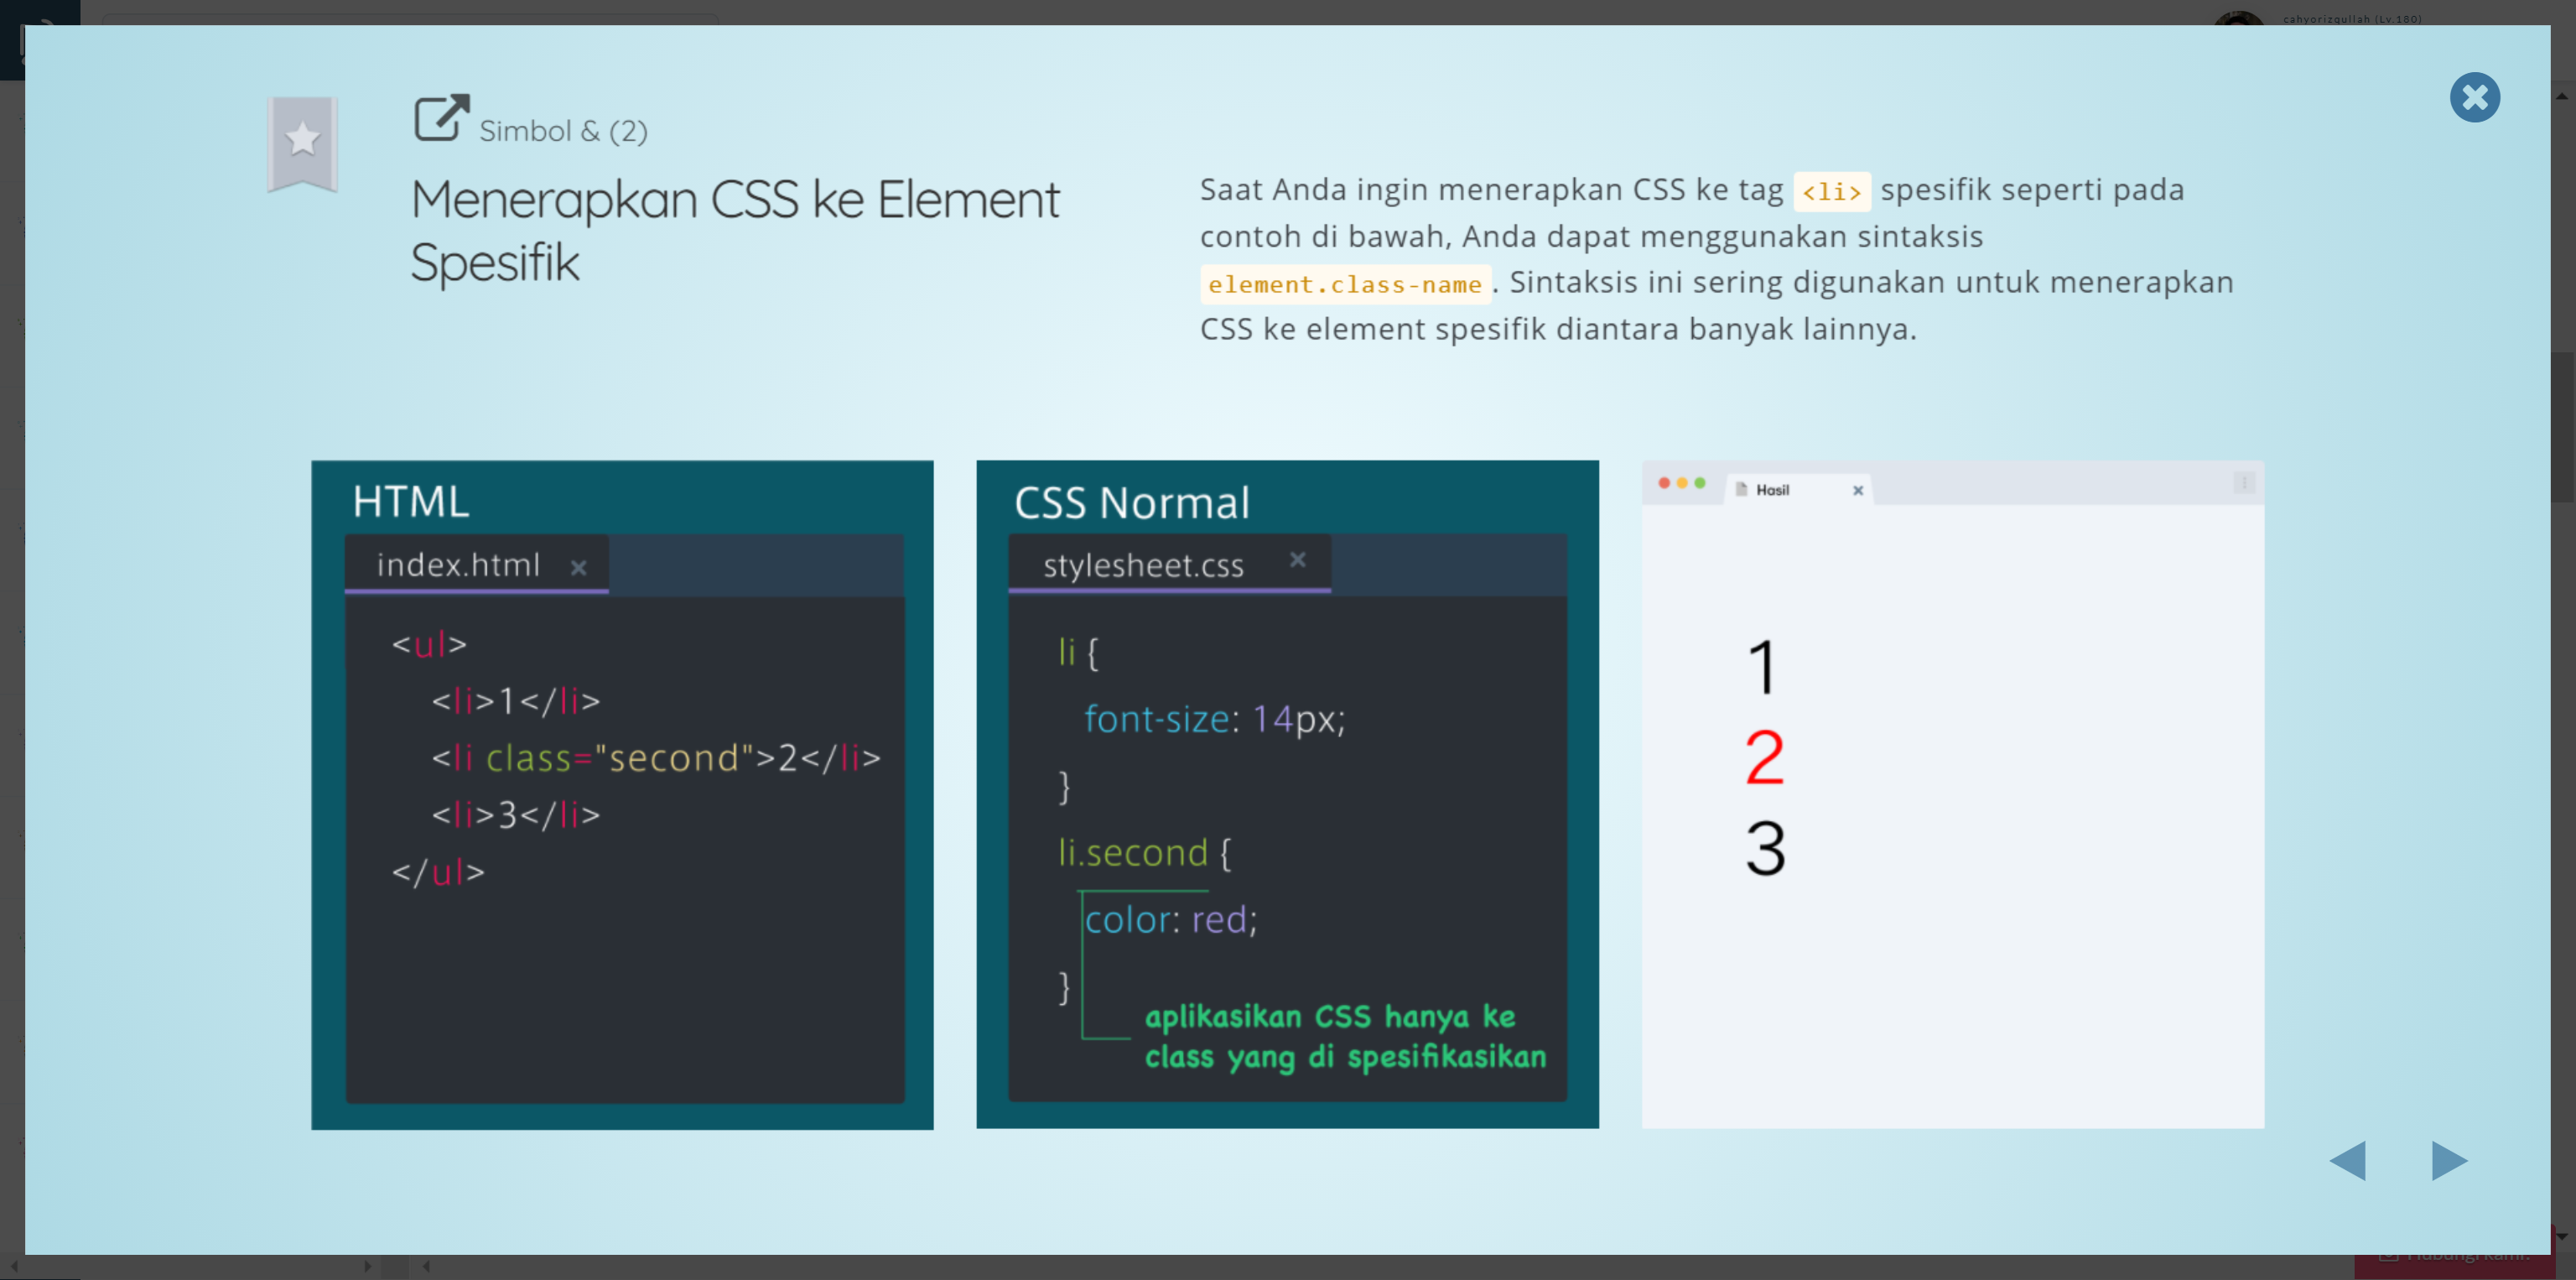 cahyorizqullah (Lv.180)
Simbol & (2)
Menerapkan CSS ke Element
Spesifik
Saat Anda ingin menerapkan CSS ke tag <li> spesifik seperti pada
contoh di bawah, Anda dapat menggunakan sintaksis
element.class-name. Sintaksis ini sering digunakan untuk menerapkan
CSS ke element spesifik diantara banyak lainnya.
HTML
index.html
<ul>
<li>1</li>
<li class="second">2</li>
<li>3</li>
</ul>
CSS Normal
stylesheet.css
li {
font-size: 14px;
}
li.second {
color: red;
}
aplikasikan CSS hanya ke
class yang di spesifikasikan
Hasil
1
2
3